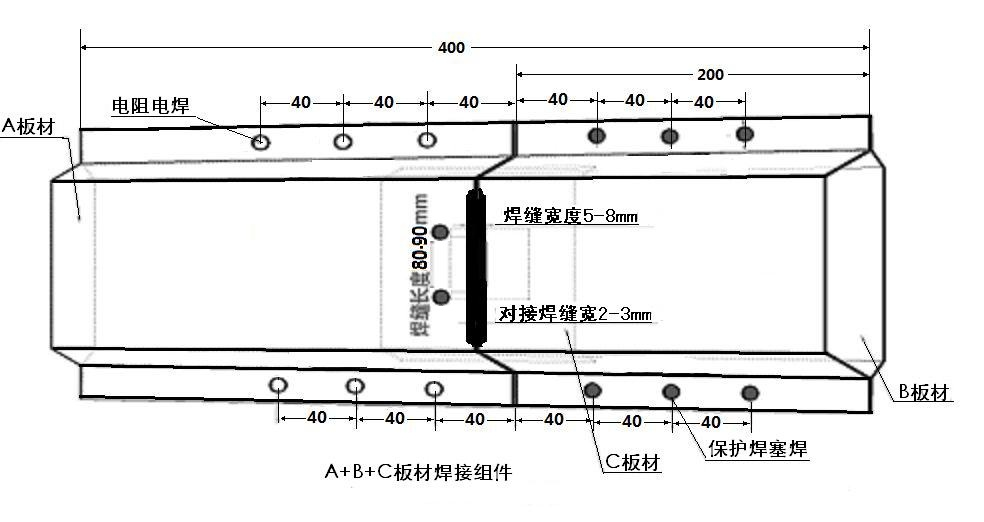 400
200
40 40 40 40 40 40
电阻电焊
A板材
焊缝宽度5-8mm
焊缝长度80-90mm
对接焊缝宽2-3mm
B板材
40 40 40 40 40 40
保护焊塞焊
C板材
A+B+C板材焊接组件